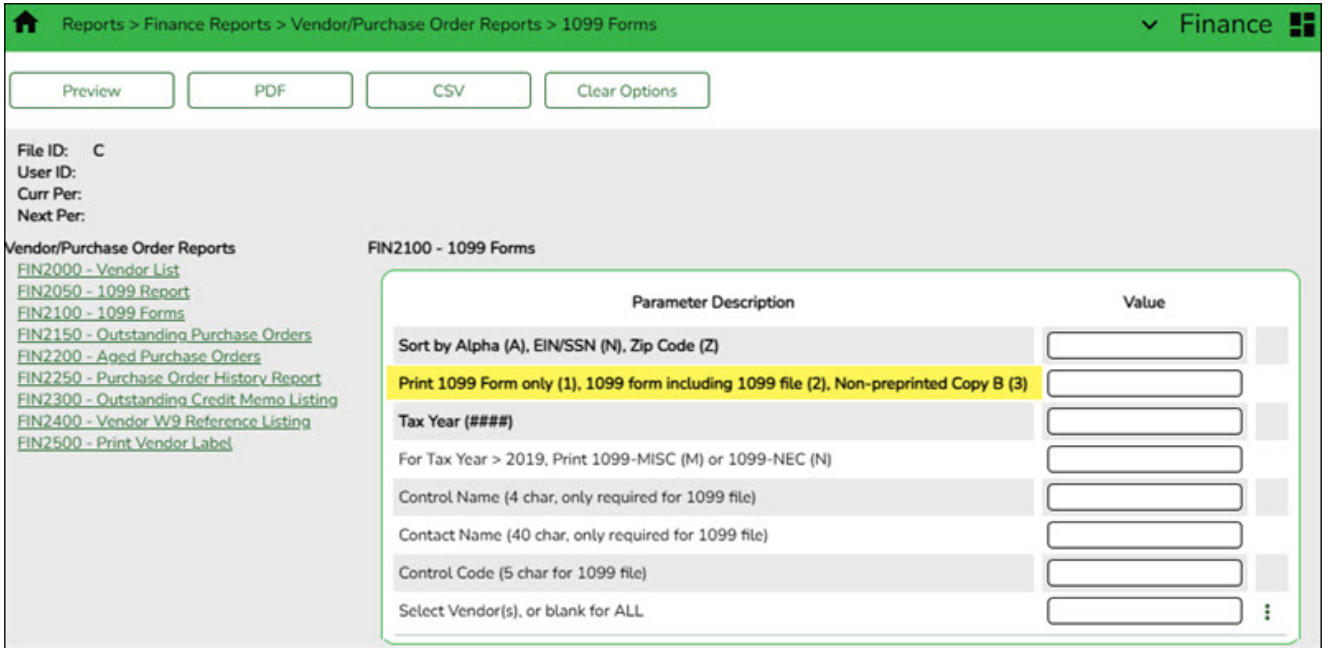 Reports > Finance Reports > Vendor/Purchase Order Reports > 1099 Forms
Finance
Preview
PDF
CSV
Clear Options
File ID: C
User ID:
Curr Per:
Next Per:
Vendor/Purchase Order Reports
FIN2000 - Vendor List
FIN2050 - 1099 Report
FIN2100 - 1099 Forms
FIN2150 - Outstanding Purchase Orders
FIN2200 - Aged Purchase Orders
FIN2250 - Purchase Order History Report
FIN2300 - Outstanding Credit Memo Listing
FIN2400 - Vendor W9 Reference Listing
FIN2500 - Print Vendor Label
FIN2100 - 1099 Forms
Parameter Description Value
Sort by Alpha (A), EIN/SSN (N), Zip Code (Z)
Print 1099 Form only (1), 1099 form including 1099 file (2), Non-preprinted Copy B (3)
Tax Year (####)
For Tax Year > 2019, Print 1099-MISC (M) or 1099-NEC (N)
Control Name (4 char, only required for 1099 file)
Contact Name (40 char, only required for 1099 file)
Control Code (5 char for 1099 file)
Select Vendor(s), or blank for ALL